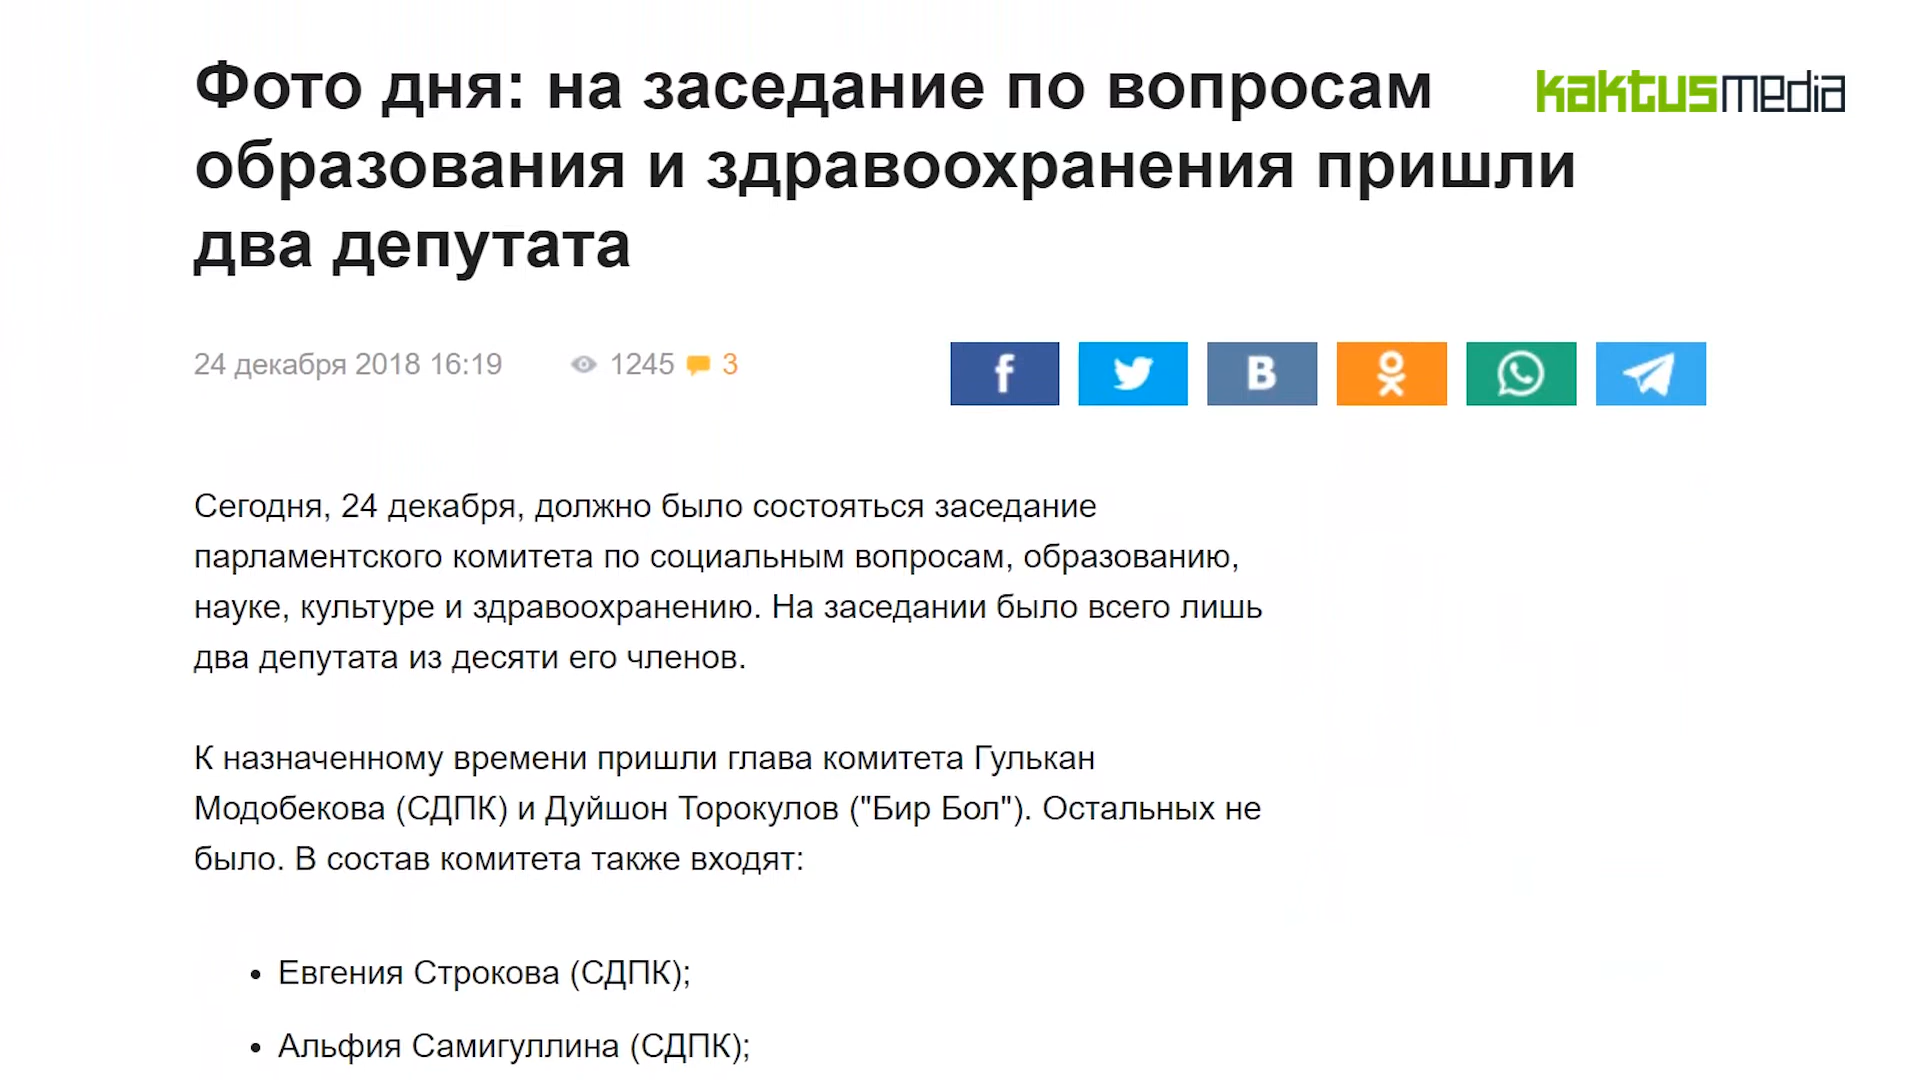 Фото дня: на заседание по вопросам
образования и здравоохранения пришли
два депутата
kaktusmedia
24 декабря 2018 16:19 1245 3
Сегодня, 24 декабря, должно было состояться заседание
парламентского комитета по социальным вопросам, образованию,
науке, культуре и здравоохранению. На заседании было всего лишь
два депутата из десяти его членов.
К назначенному времени пришли глава комитета Гулькан
Модобекова (СДПК) и Дуйшон Торокулов ("Бир Бол"). Остальных не
было. В состав комитета также входят:
• Евгения Строкова (СДПК);
• Альфия Самигуллина (СДПК);